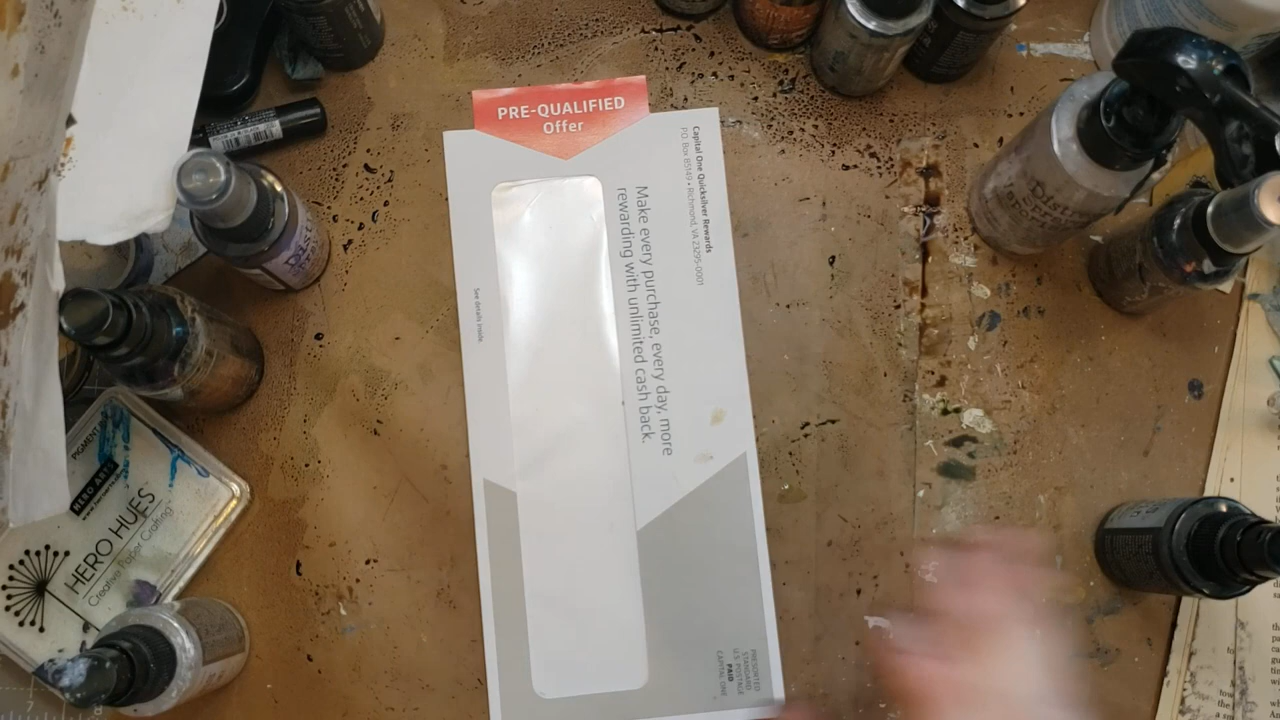 PRE-QUALIFIED
Offer
Capital One Quicksilver Rewards
P.O. Box 85149 • Richmond, VA 23295-0001
Make every purchase, every day, more
rewarding with unlimited cash back.
See details inside.
PRESORTED
STANDARD
U.S. POSTAGE
PAID
CAPITAL ONE
PIGMENT
HERO ARTS
HERO HUES
Creative Paper Crafting